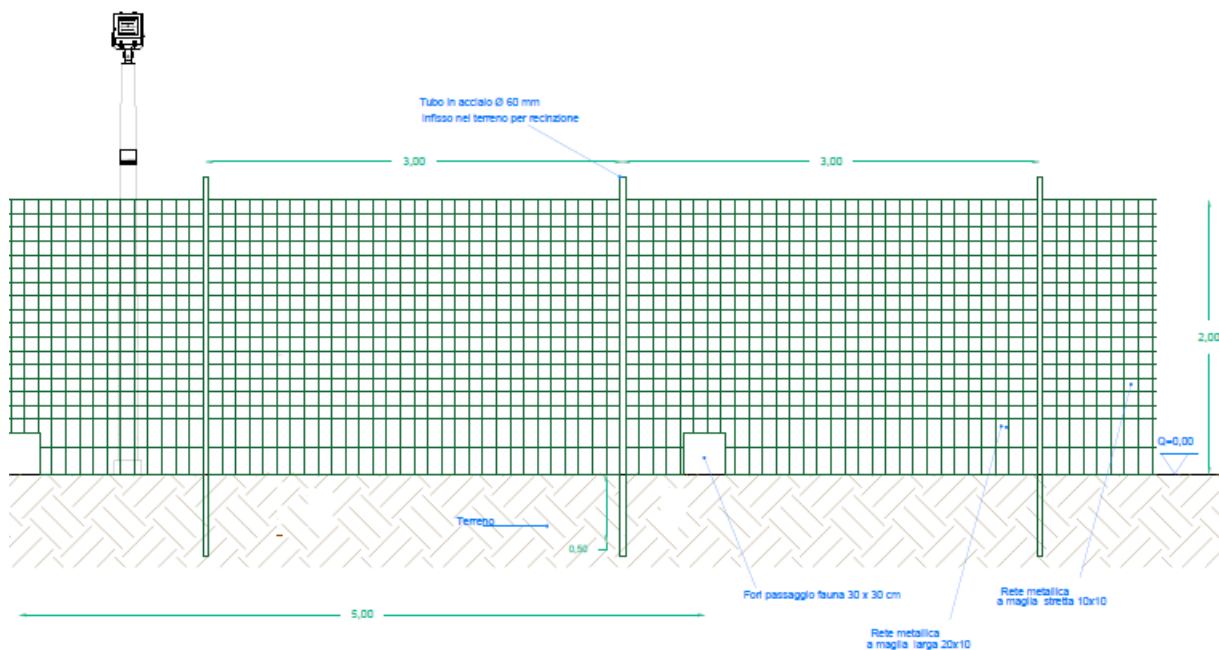 Tubo in acciaio Ø 60 mm
infisso nel terreno per recinzione
3,00
3,00
2,00
Q=0,00
Terreno
0,50
5,00
Fori passaggio fauna 30 x 30 cm
Rete metallica
a maglia stretta 10x10
Rete metallica
a maglia larga 20x10